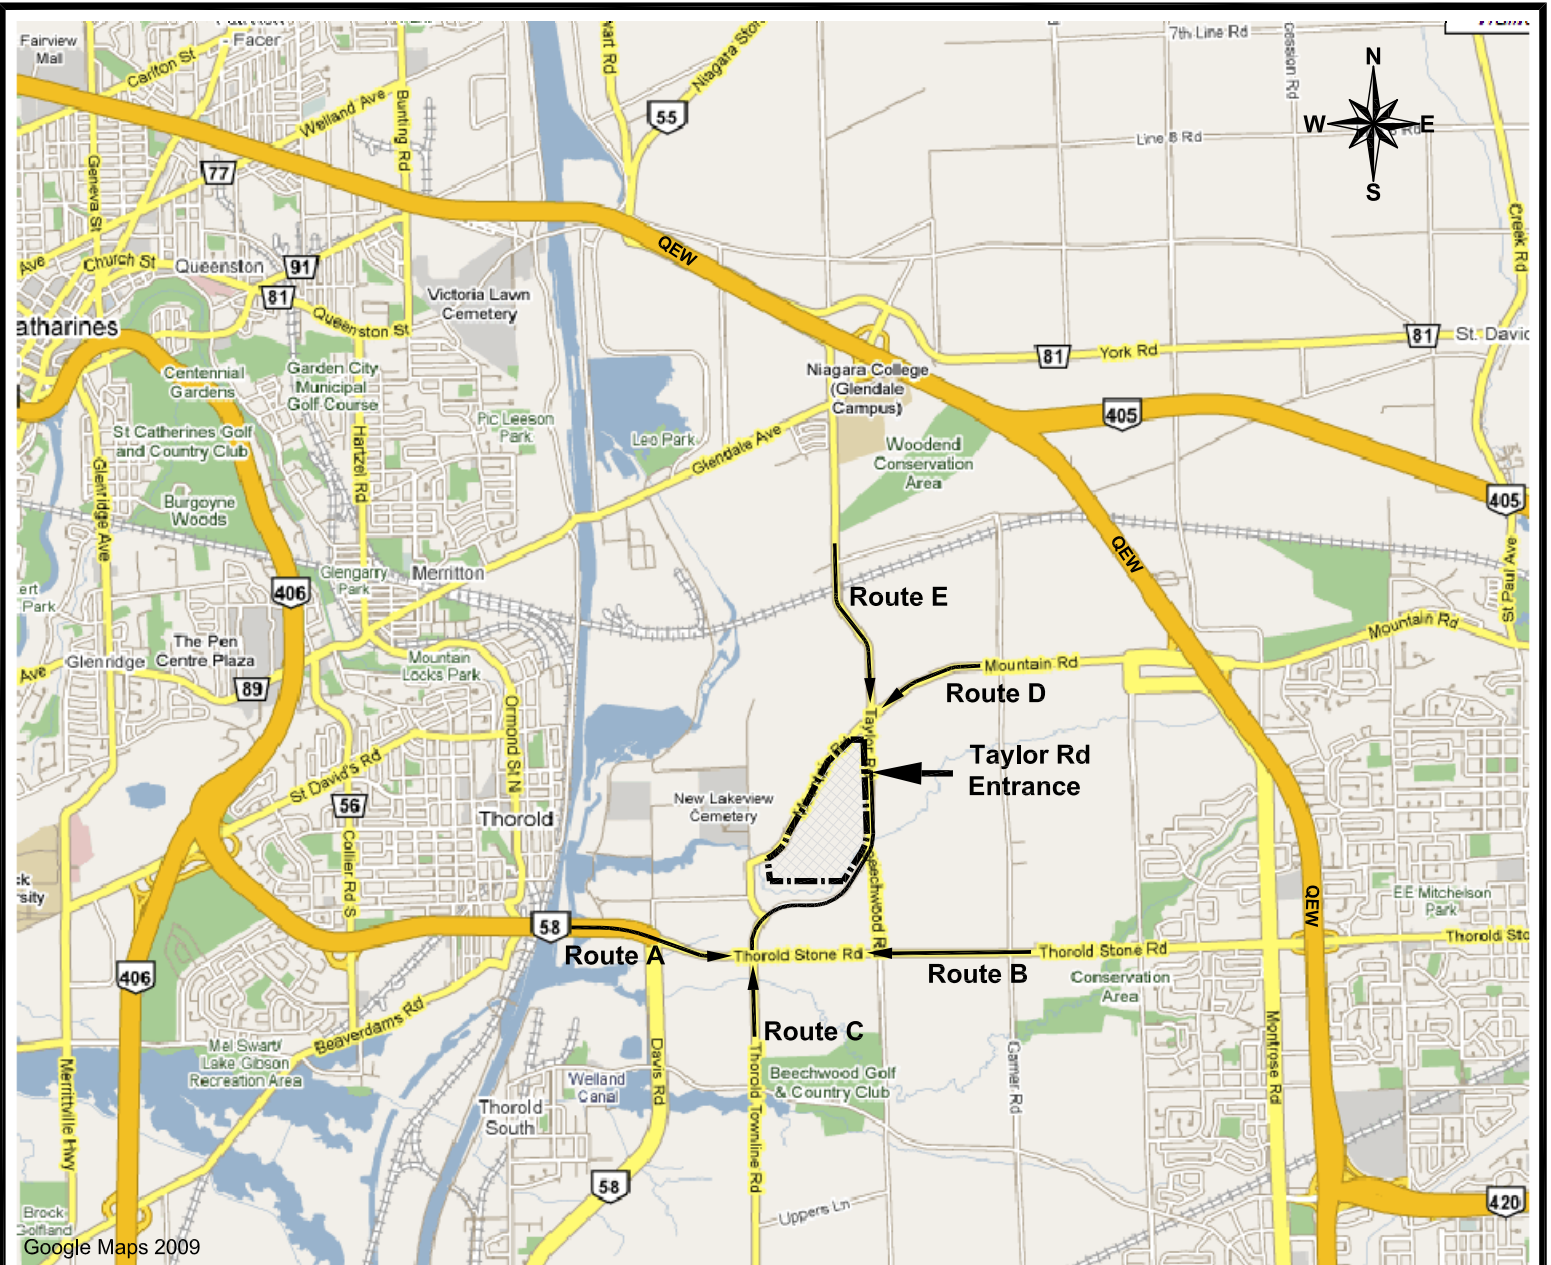 Fairview
Mall
- Facer
Carlton St
Welland Ave
Bunting Rd
Geneva St
77
55
7th Line Rd
Line 8 Rd
N
W
E
S
Creek Rd
QEW
Ave
Church St
Queenston
91
81
Queenston St
Victoria Lawn
Cemetery
81
York Rd
81
Centennial
Gardens
Garden City
Municipal
Golf Course
Niagara College
(Glendale
Campus)
405
St Catherines Golf
and Country Club
Pic Leeson
Park
Leo Park
Glendale Ave
Woodend
Conservation
Area
Hartzel Rd
Glenridge Ave
Burgoyne
Woods
405
QEW
St Paul Ave
406
Glengarry
Park
Merritton
Park
Route E
Mountain Rd
The Pen
Centre Plaza
Glenridge
Ave
89
Mountain
Locks Park
Mountain Rd
Route D
Ormond St N
Taylor Rd
Taylor Rd
Entrance
St David's Rd
56
Thorold
New Lakeview
Cemetery
Collier Rd S
EE Mitchelson
Park
QEW
58
Route A
Thorold Stone Rd
Thorold Stone Rd
Route B
Conservation
Area
406
Beaverdams Rd
Route C
Mel Swart/
Lake Gibson
Recreation Area
Merrittville Hwy
Davis Rd
Welland
Canal
Thorold
South
Thorold Townline Rd
Beechwood Golf
& Country Club
Garner Rd
Montrose Rd
58
Uppers Ln
420
Brock
Golfland
Google Maps 2009